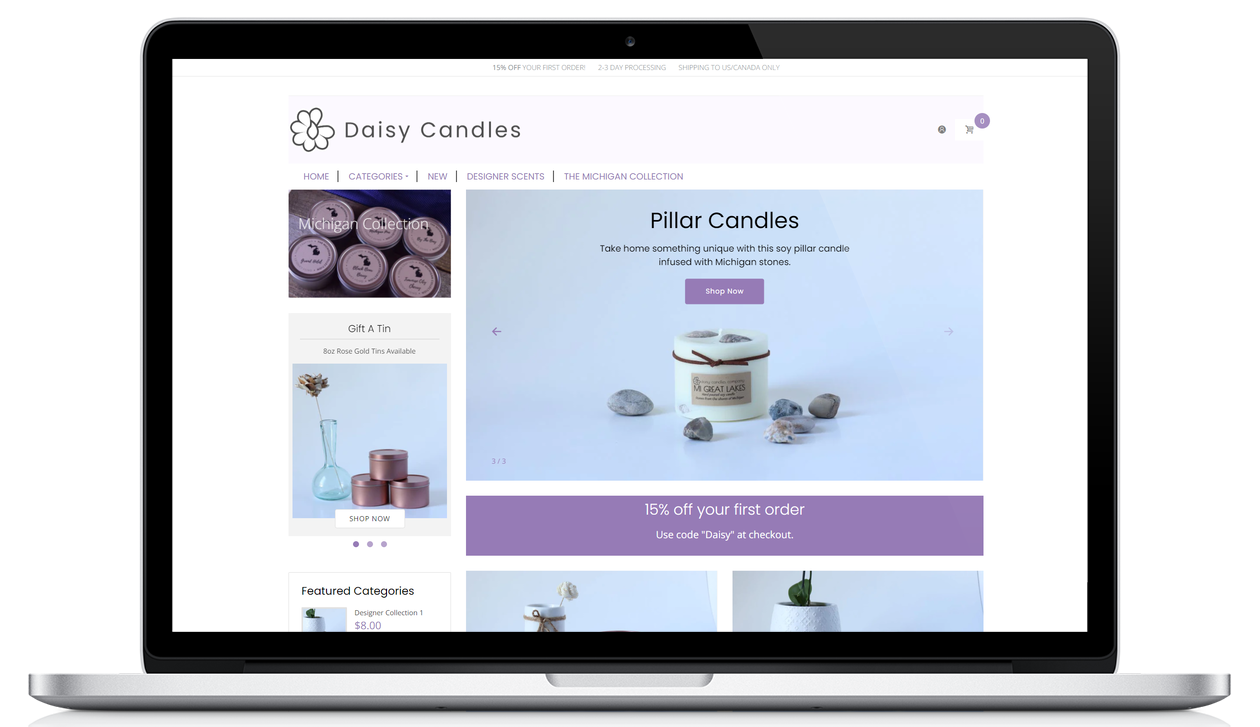 15% OFF YOUR FIRST ORDER! 2-3 DAY PROCESSING SHIPPING TO US/CANADA ONLY
Daisy Candles
0
HOME CATEGORIES NEW DESIGNER SCENTS THE MICHIGAN COLLECTION
Michigan Collection
Gift A Tin
8oz Rose Gold Tins Available
SHOP NOW
Featured Categories
Designer Collection 1
$8.00
Pillar Candles
Take home something unique with this soy pillar candle
infused with Michigan stones.
Shop Now
MI GREAT LAKES
3 / 3
15% off your first order
Use code "Daisy" at checkout.